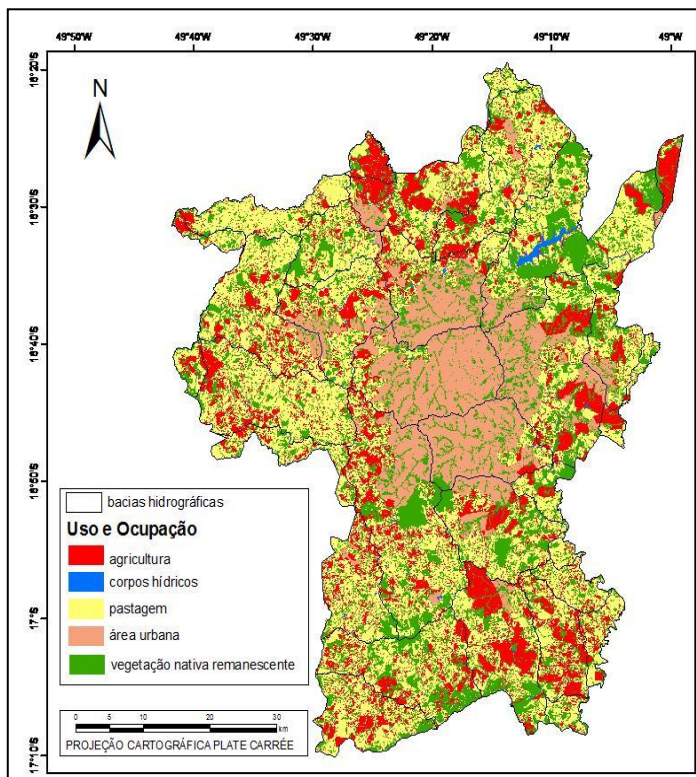 49°50'W 49°40'W 49°30'W 49°20'W 49°10'W 49°W
16°20'S
N
16°30'S
16°40'S
16°50'S
bacias hidrográficas
Uso e Ocupação
agricultura
corpos hídricos
pastagem
17°S
área urbana
vegetação nativa remanescente
0 5 10 20 30
km
PROJEÇÃO CARTOGRÁFICA PLATE CARRÉE
17°10'S